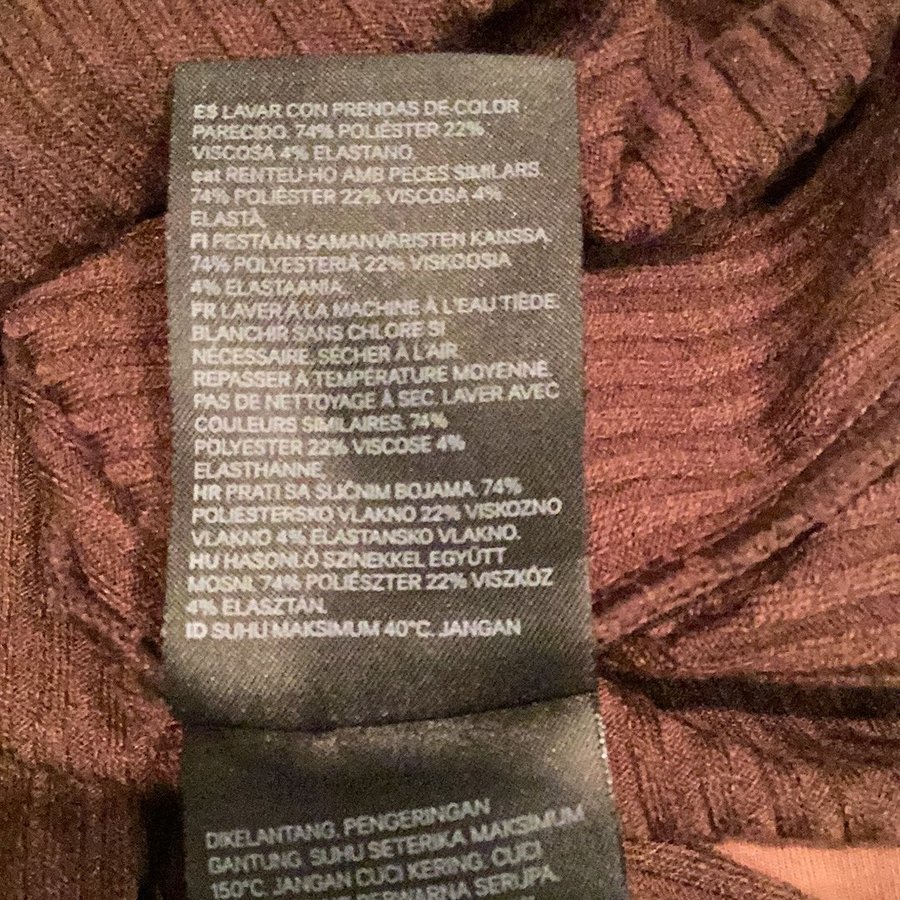 ES LAVAR CON PRENDAS DE COLOR
PARECIDO. 74% POLIÉSTER 22%
VISCOSA 4% ELASTANO.
cat RENTEU-HO AMB PECES SIMILARS.
74% POLIÈSTER 22% VISCOSA 4%
ELASTÀ.
FI PESTÄÄN SAMANVÄRISTEN KANSSA.
74% POLYESTERIÄ 22% VISKOOSIA
4% ELASTAANIA.
FR LAVER À LA MACHINE À L'EAU TIÈDE.
BLANCHIR SANS CHLORE SI
NÉCESSAIRE. SÉCHER À L'AIR.
REPASSER À TEMPÉRATURE MOYENNE.
PAS DE NETTOYAGE À SEC. LAVER AVEC
COULEURS SIMILAIRES. 74%
POLYESTER 22% VISCOSE 4%
ELASTHANNE.
HR PRATI SA SLIČNIM BOJAMA. 74%
POLIESTERSKO VLAKNO 22% VISKOZNO
VLAKNO 4% ELASTANSKO VLAKNO.
HU HASONLÓ SZÍNEKKEL EGYÜTT
MOSNI. 74% POLIÉSZTER 22% VISZKÓZ
4% ELASZTÁN.
ID SUHU MAKSIMUM 40°C. JANGAN
DIKELANTANG. PENGERINGAN
GANTUNG. SUHU SETERIKA MAKSIMUM
150°C. JANGAN CUCI KERING. CUCI
BERWARNA SERUPA.